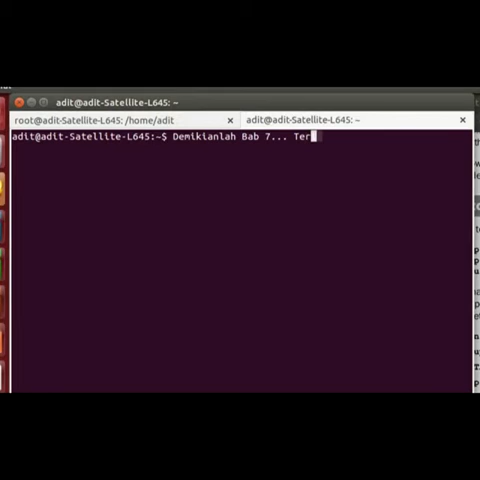 adit@adit-Satellite-L645: ~
root@adit-Satellite-L645: /home/adit
adit@adit-Satellite-L645: ~
adit@adit-Satellite-L645:~$ Demikianlah Bab 7... Ter